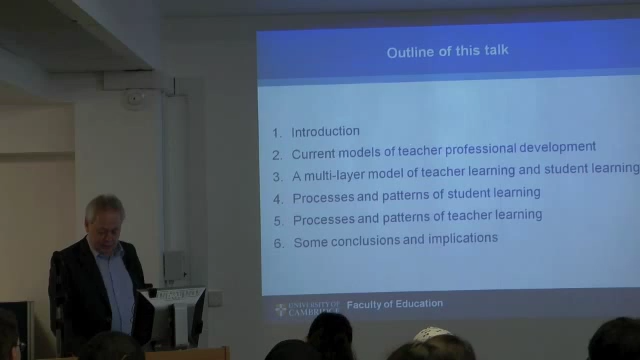 Outline of this talk
1. Introduction
2. Current models of teacher professional development
3. A multi-layer model of teacher learning and student learning
4. Processes and patterns of student learning
5. Processes and patterns of teacher learning
6. Some conclusions and implications
UNIVERSITY OF
CAMBRIDGE
Faculty of Education